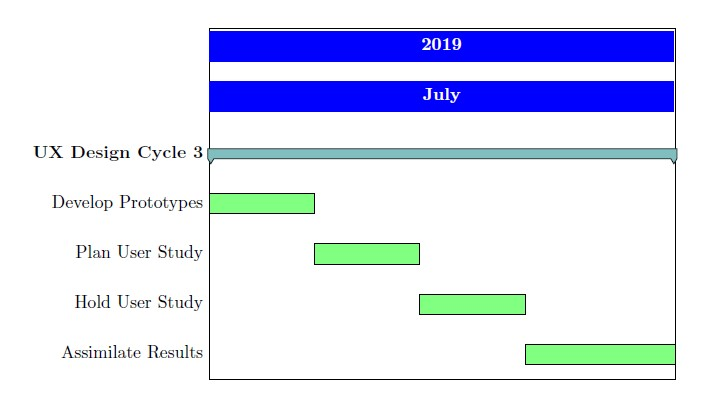 2019
July
UX Design Cycle 3
Develop Prototypes
Plan User Study
Hold User Study
Assimilate Results